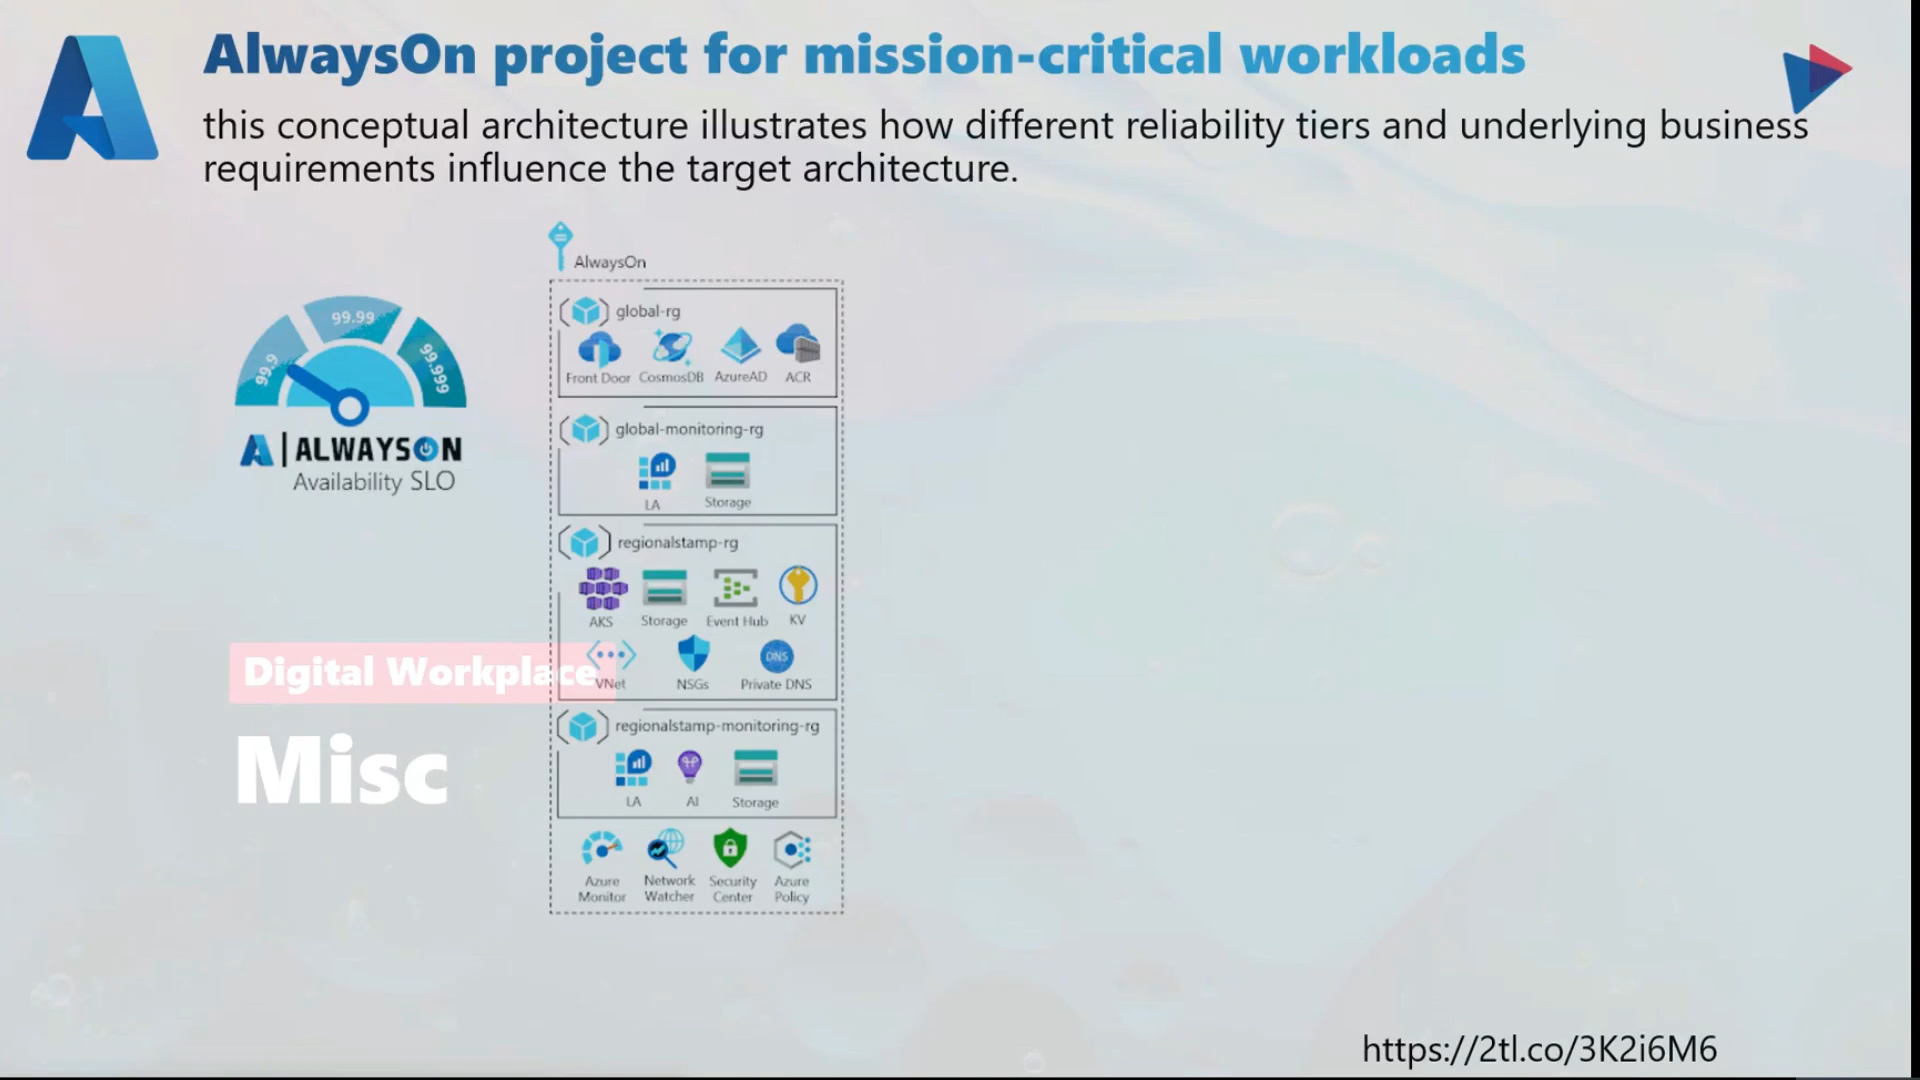 AlwaysOn project for mission-critical workloads
this conceptual architecture illustrates how different reliability tiers and underlying business
requirements influence the target architecture.
AlwaysOn
global-rg
Front Door CosmosDB AzureAD ACR
99.9 99.99 99.999
ALWAYSON
Availability SLO
global-monitoring-rg
LA Storage
regionalstamp-rg
AKS Storage Event Hub KV
DNS
VNet NSGs Private DNS
Digital Workplace
Misc
regionalstamp-monitoring-rg
LA AI Storage
Azure Monitor
Network Watcher
Security Center
Azure Policy
https://2tl.co/3K2i6M6